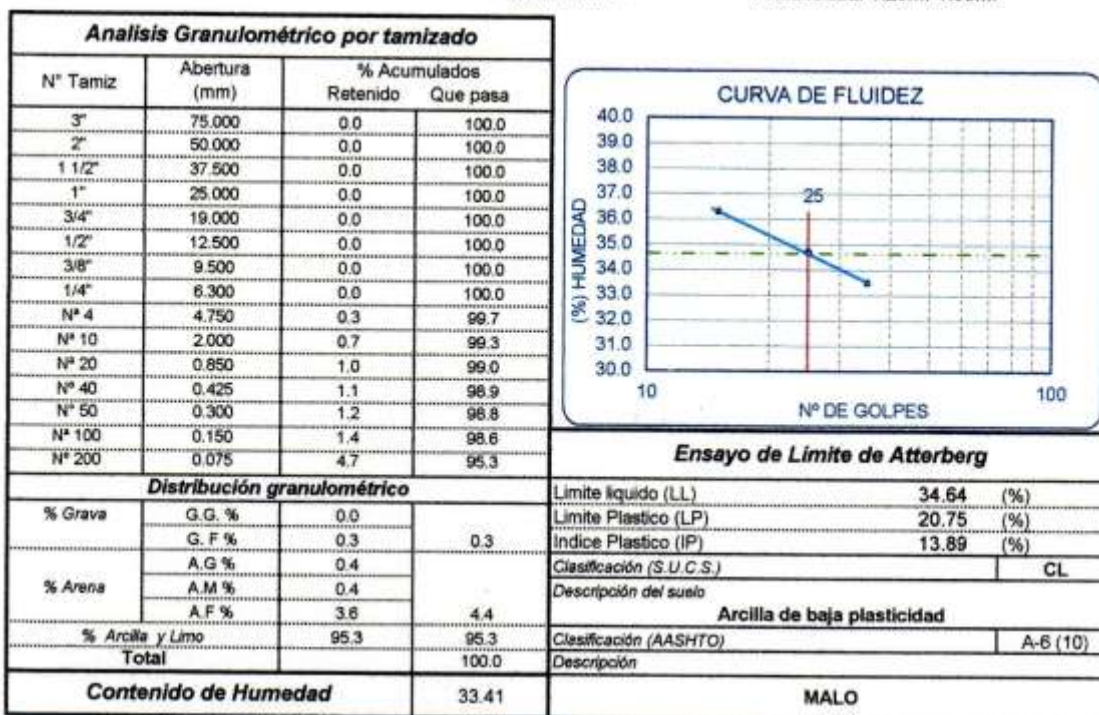 Analisis Granulométrico por tamizado
N° Tamiz Abertura (mm) % Acumulados
Retenido Que pasa
3" 75.000 0.0 100.0
2" 50.000 0.0 100.0
1 1/2" 37.500 0.0 100.0
1" 25.000 0.0 100.0
3/4" 19.000 0.0 100.0
1/2" 12.500 0.0 100.0
3/8" 9.500 0.0 100.0
1/4" 6.300 0.0 100.0
Nª 4 4.750 0.3 99.7
Nª 10 2.000 0.7 99.3
Nª 20 0.850 1.0 99.0
Nª 40 0.425 1.1 98.9
N° 50 0.300 1.2 98.8
Nª 100 0.150 1.4 98.6
Nª 200 0.075 4.7 95.3
Distribución granulométrico
% Grava G.G. % 0.0
G. F % 0.3 0.3
A.G % 0.4
% Arena A.M % 0.4
A.F % 3.6 4.4
% Arcilla y Limo 95.3 95.3
Total 100.0
Contenido de Humedad 33.41
CURVA DE FLUIDEZ
(%) HUMEDAD
40.0
39.0
38.0
37.0
36.0
35.0
34.0
33.0
32.0
31.0
30.0
25
10 100
Nº DE GOLPES
Ensayo de Límite de Atterberg
Limite liquido (LL) 34.64 (%)
Limite Plastico (LP) 20.75 (%)
Indice Plastico (IP) 13.89 (%)
Clasificación (S.U.C.S.) CL
Descripción del suelo
Arcilla de baja plasticidad
Clasificación (AASHTO) A-6 (10)
Descripción
MALO